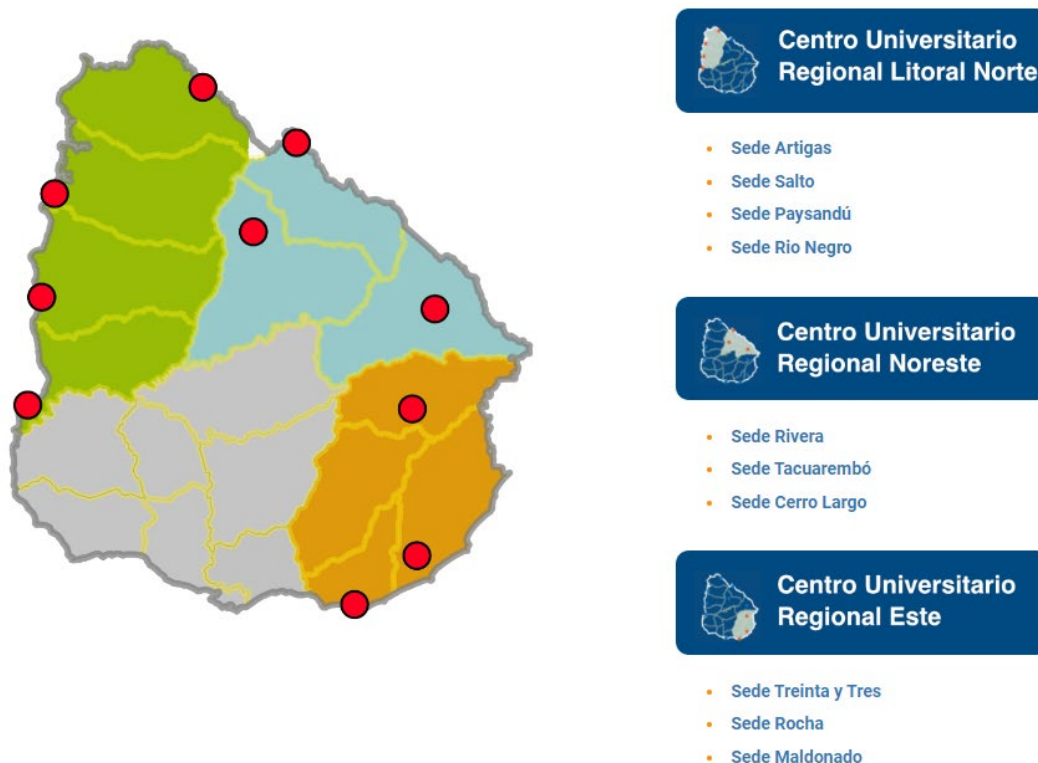 Centro Universitario
Regional Litoral Norte
Sede Artigas
Sede Salto
Sede Paysandú
Sede Rio Negro
Centro Universitario
Regional Noreste
Sede Rivera
Sede Tacuarembó
Sede Cerro Largo
Centro Universitario
Regional Este
Sede Treinta y Tres
Sede Rocha
Sede Maldonado